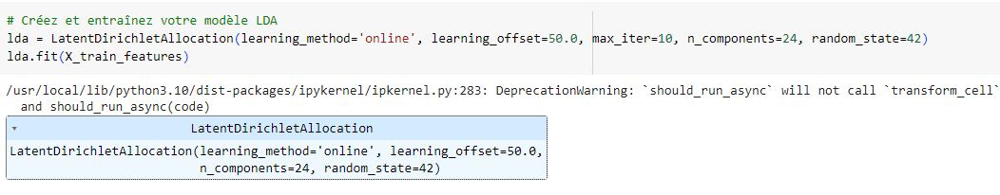 # Créez et entraînez votre modèle LDA
lda = LatentDirichletAllocation(learning_method='online', learning_offset=50.0, max_iter=10, n_components=24, random_state=42)
lda.fit(X_train_features)
/usr/local/lib/python3.10/dist-packages/ipykernel/ipkernel.py:283: DeprecationWarning: `should_run_async` will not call `transform_cell`
and should_run_async(code)
LatentDirichletAllocation
LatentDirichletAllocation(learning_method='online', learning_offset=50.0,
n_components=24, random_state=42)